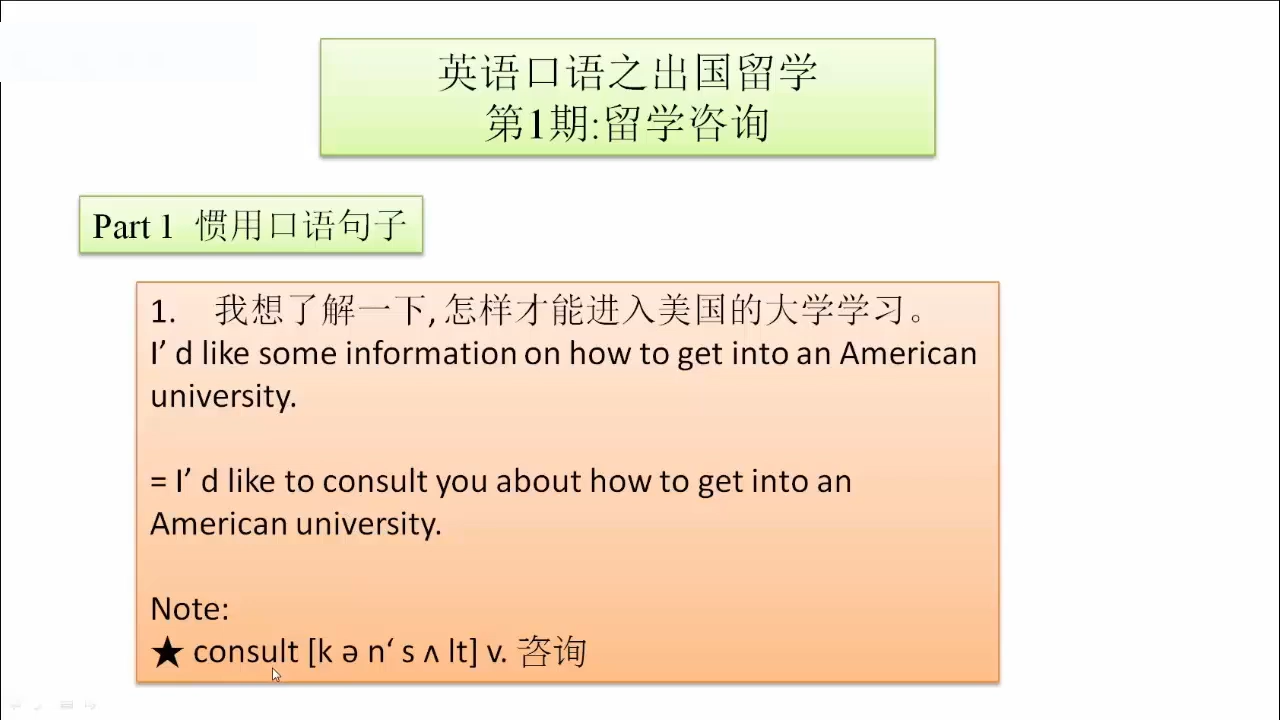 英语口语之出国留学
第1期:留学咨询
Part 1 惯用口语句子
1. 我想了解一下, 怎样才能进入美国的大学学习。
I’ d like some information on how to get into an American
university.
= I’ d like to consult you about how to get into an
American university.
Note:
★ consult [k ə n‘ s ʌ lt] v. 咨询